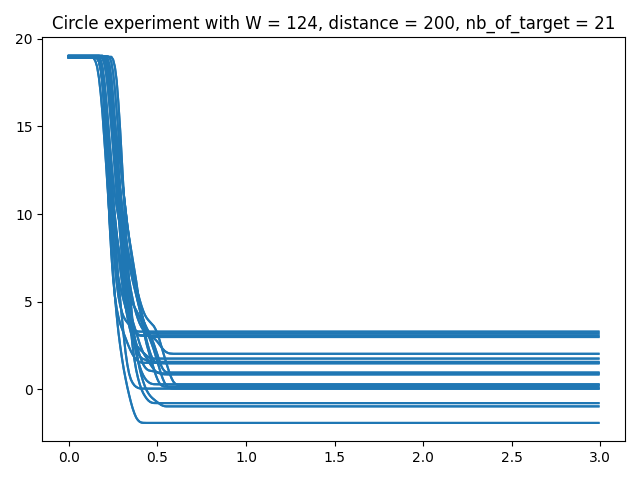 Circle experiment with W = 124, distance = 200, nb_of_target = 21
20
15
10
5
0
0.0 0.5 1.0 1.5 2.0 2.5 3.0